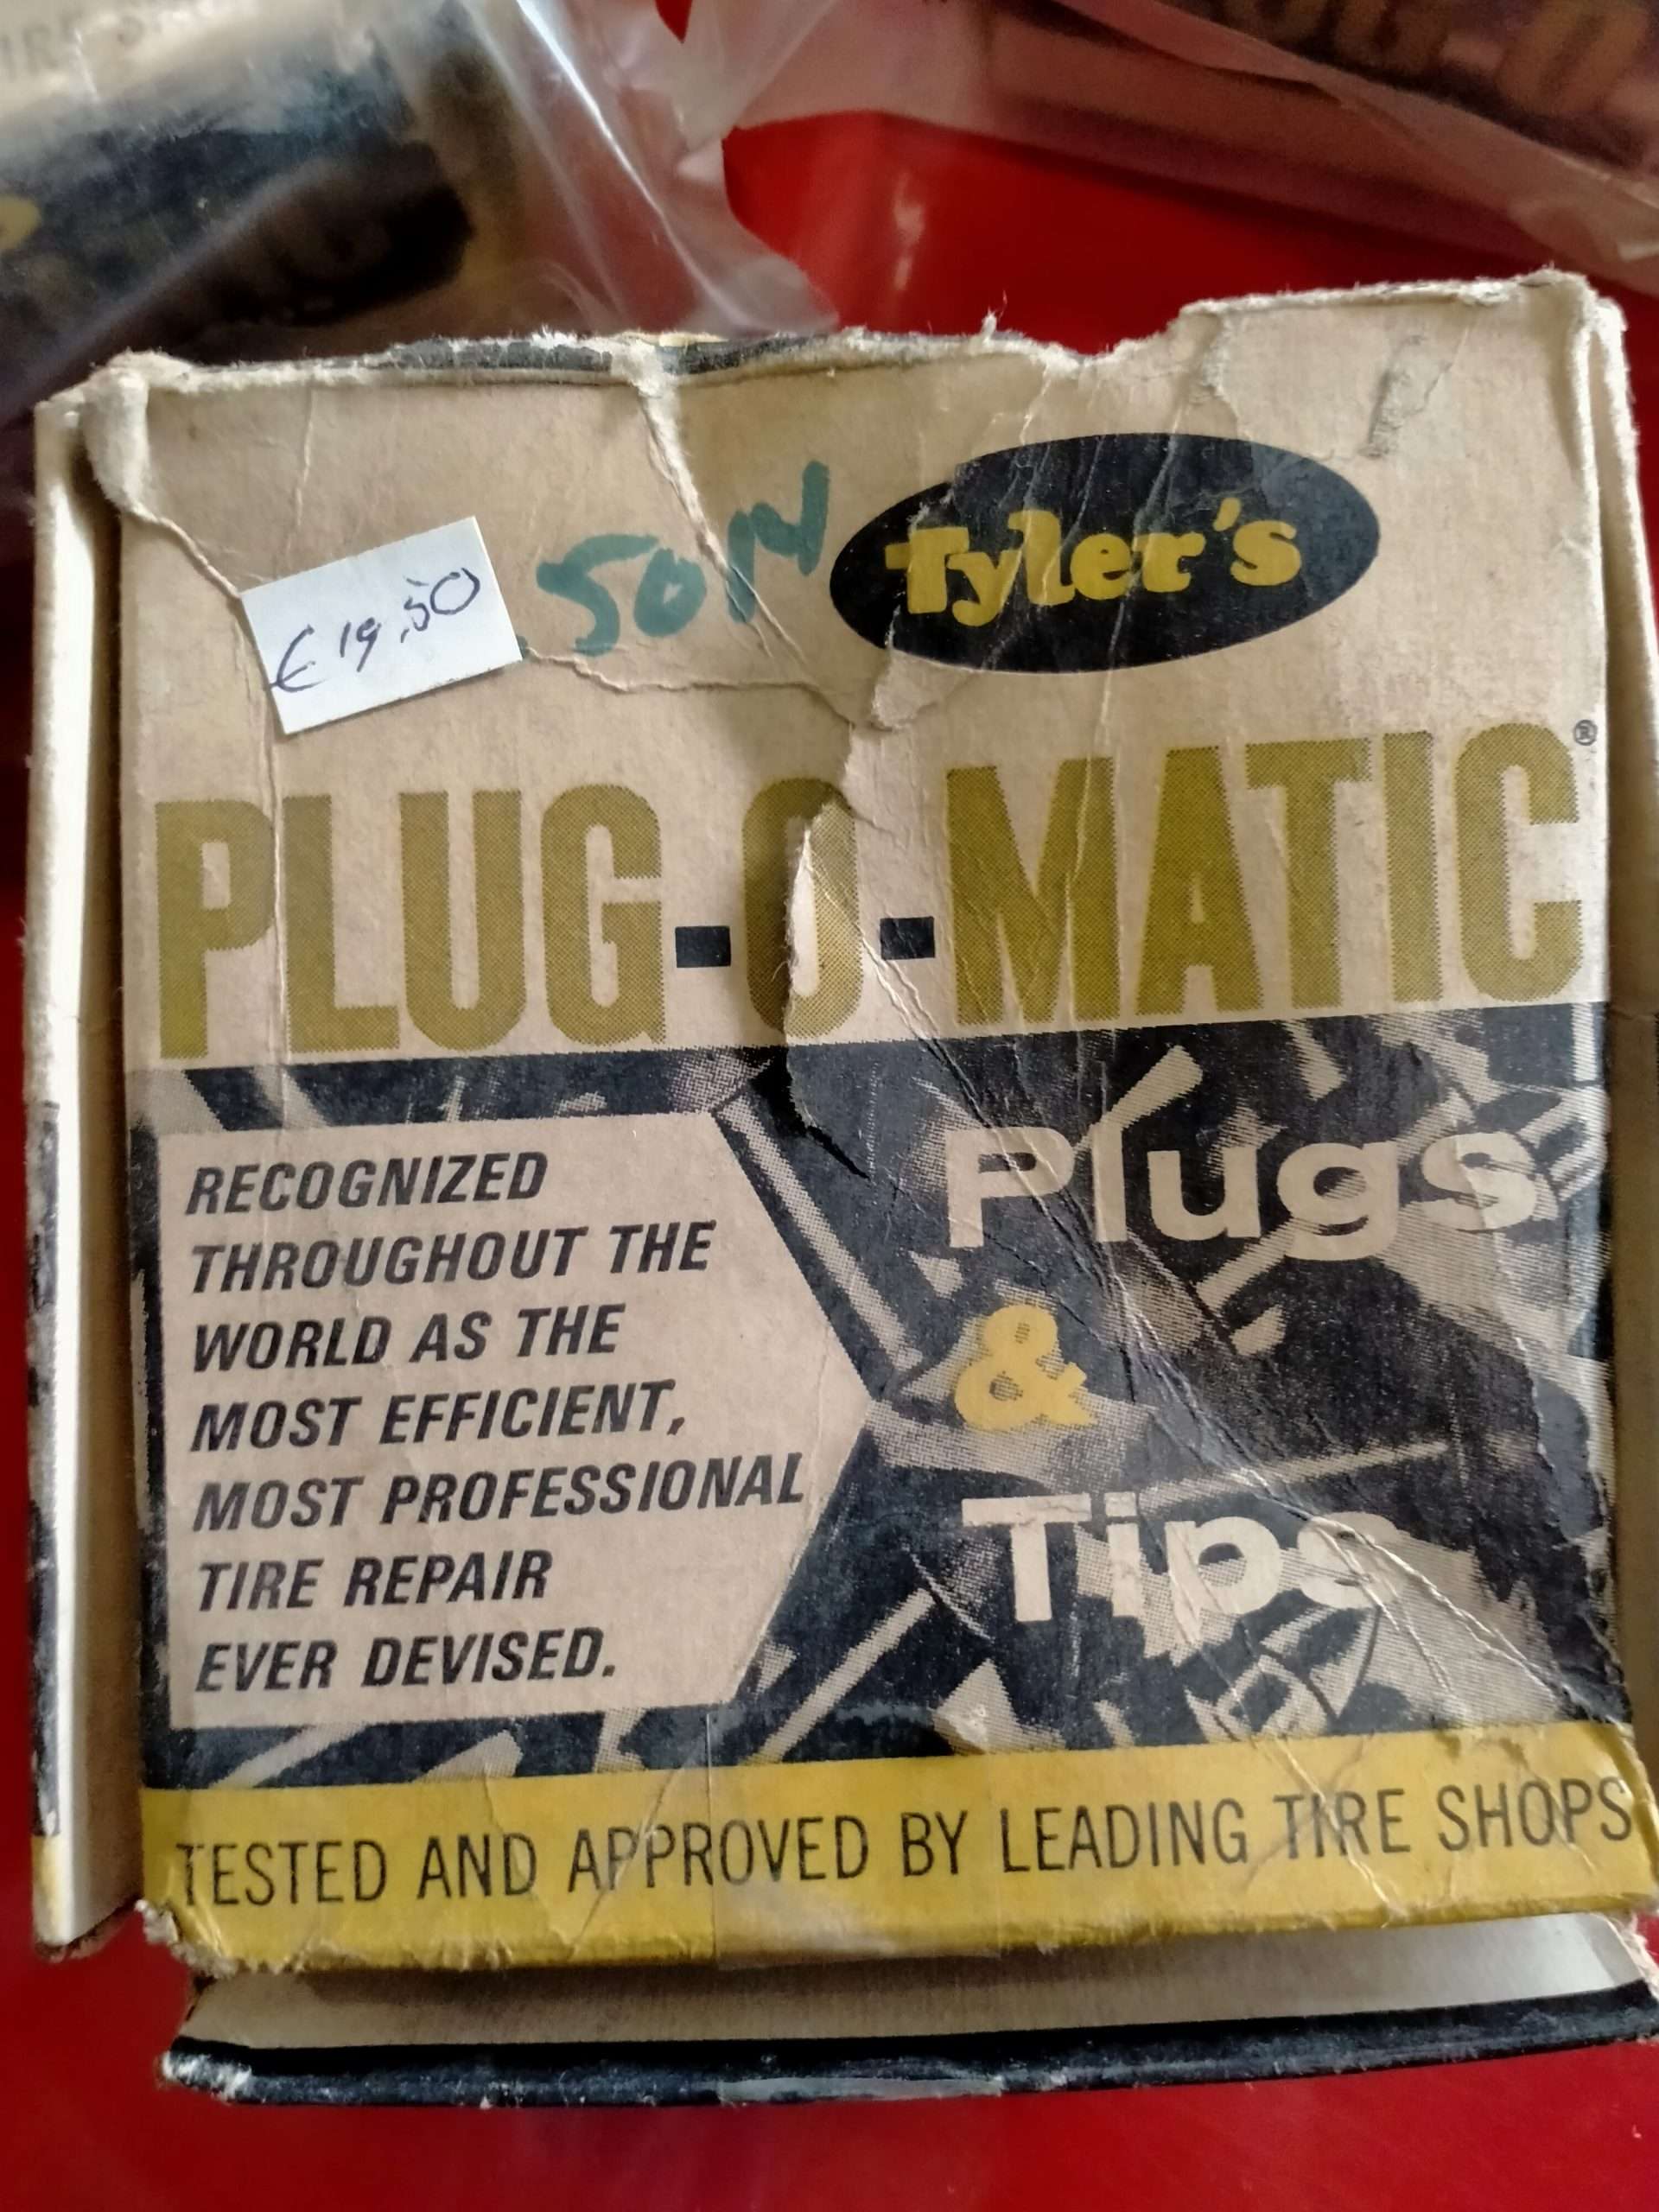 €19,50
SON
Tyler's
PLUG-O-MATIC®
RECOGNIZED
THROUGHOUT THE
WORLD AS THE
MOST EFFICIENT,
MOST PROFESSIONAL
TIRE REPAIR
EVER DEVISED.
Plugs
&
Tips
TESTED AND APPROVED BY LEADING TIRE SHOPS